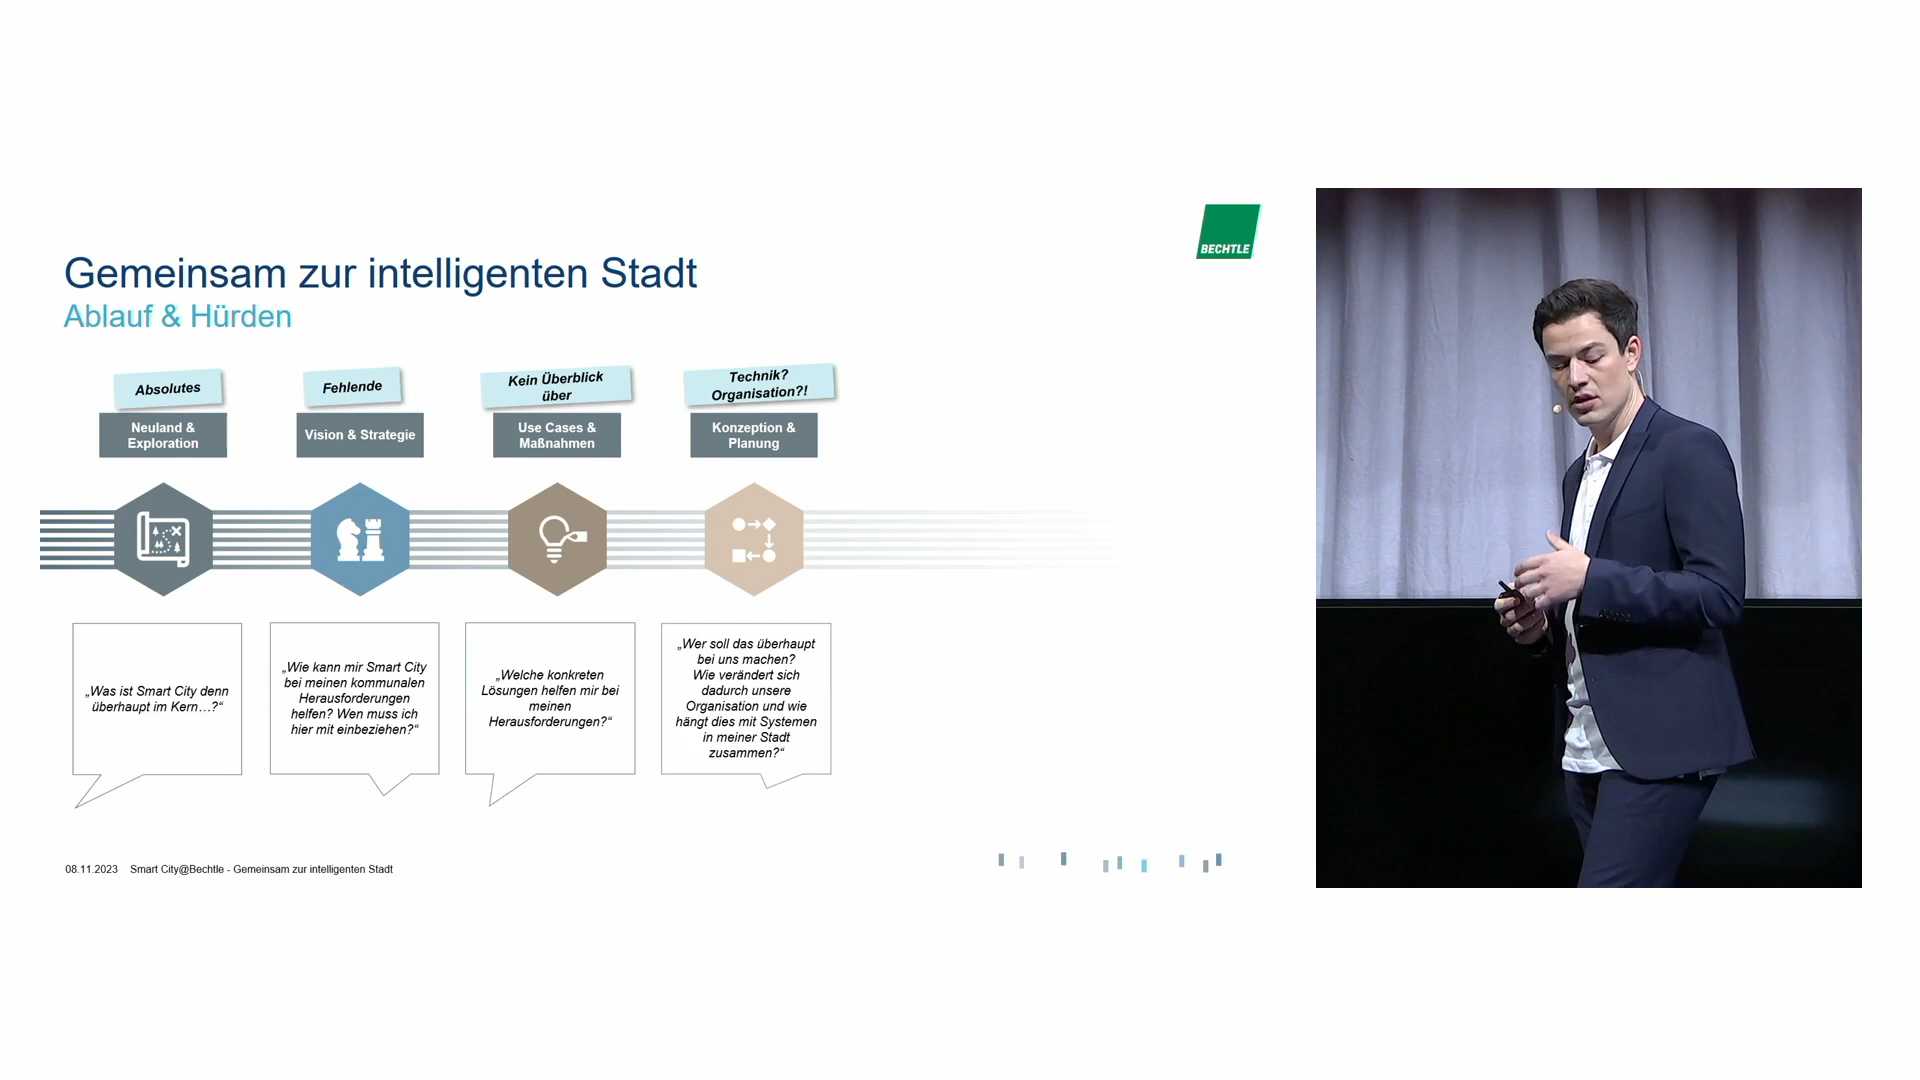 BECHTLE
Gemeinsam zur intelligenten Stadt
Ablauf & Hürden
Absolutes
Neuland &
Exploration
Fehlende
Vision & Strategie
Kein Überblick
über
Use Cases &
Maßnahmen
Technik?
Organisation?!
Konzeption &
Planung
„Was ist Smart City denn
überhaupt im Kern…?“
„Wie kann mir Smart City
bei meinen kommunalen
Herausforderungen
helfen? Wen muss ich
hier mit einbeziehen?“
„Welche konkreten
Lösungen helfen mir bei
meinen
Herausforderungen?“
„Wer soll das überhaupt
bei uns machen?
Wie verändert sich
dadurch unsere
Organisation und wie
hängt dies mit Systemen
in meiner Stadt
zusammen?“
08.11.2023 Smart City@Bechtle - Gemeinsam zur intelligenten Stadt